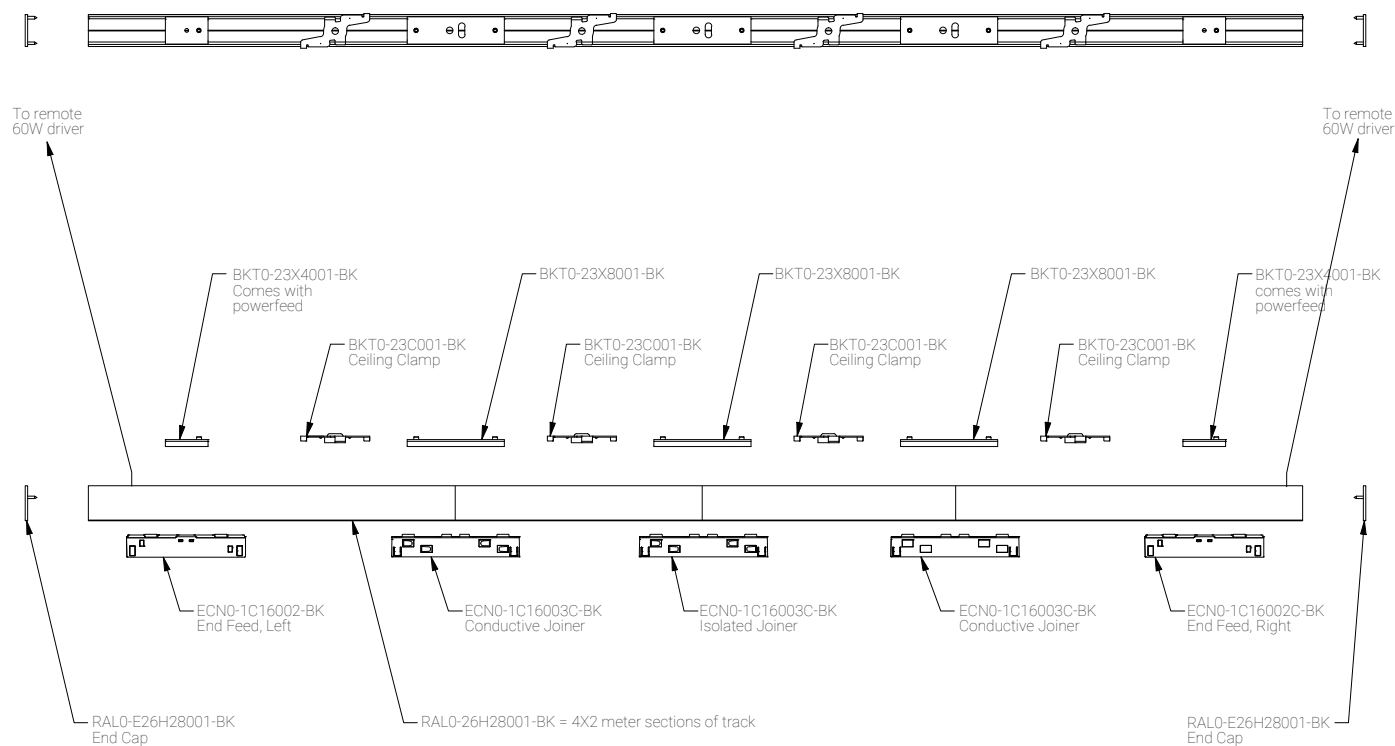 To remote
60W driver
To remote
60W driver
BKT0-23X4001-BK
Comes with
powerfeed
BKT0-23X8001-BK
BKT0-23X8001-BK
BKT0-23X8001-BK
BKT0-23X4001-BK
comes with
powerfeed
BKT0-23C001-BK
Ceiling Clamp
BKT0-23C001-BK
Ceiling Clamp
BKT0-23C001-BK
Ceiling Clamp
BKT0-23C001-BK
Ceiling Clamp
ECN0-1C16002-BK
End Feed, Left
ECN0-1C16003C-BK
Conductive Joiner
ECN0-1C16003C-BK
Isolated Joiner
ECN0-1C16003C-BK
Conductive Joiner
ECN0-1C16002C-BK
End Feed, Right
RAL0-E26H28001-BK
End Cap
RAL0-26H28001-BK = 4X2 meter sections of track
RAL0-E26H28001-BK
End Cap